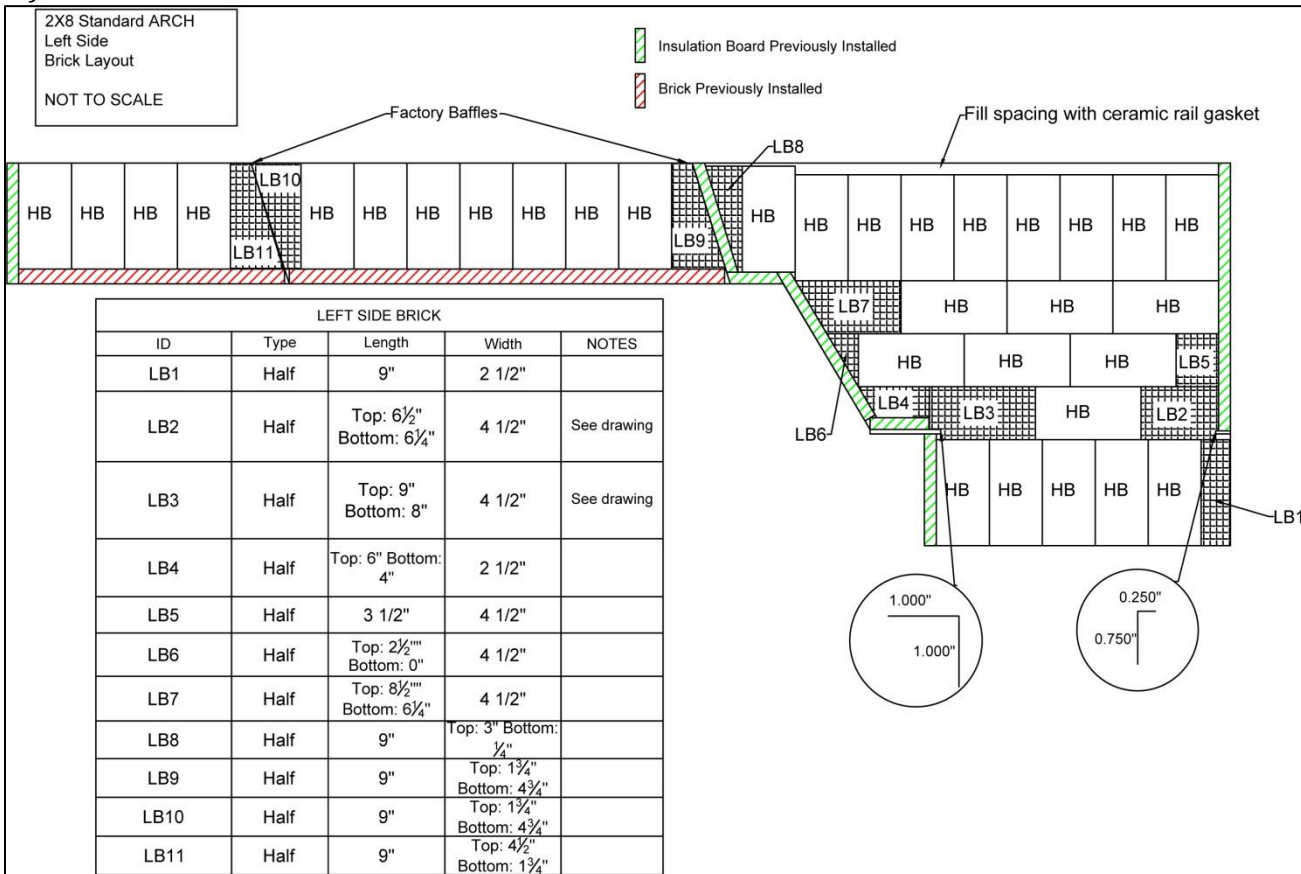 2X8 Standard ARCH
Left Side
Brick Layout
NOT TO SCALE
Insulation Board Previously Installed
Brick Previously Installed
Factory Baffles
Fill spacing with ceramic rail gasket
LB8
LB10
HB HB HB HB HB HB HB HB HB HB HB HB HB HB HB HB HB HB HB HB
LB11
LB9
LB7 HB HB HB
HB HB HB LB5
LB4 LB3 HB LB2
LB6
HB HB HB HB HB
LB1
1.000"
1.000"
0.250"
0.750"
LEFT SIDE BRICK
ID Type Length Width NOTES
LB1 Half 9" 2 1/2"
LB2 Half Top: 6½" Bottom: 6¼" 4 1/2" See drawing
LB3 Half Top: 9" Bottom: 8" 4 1/2" See drawing
LB4 Half Top: 6" Bottom: 4" 2 1/2"
LB5 Half 3 1/2" 4 1/2"
LB6 Half Top: 2½"" Bottom: 0" 4 1/2"
LB7 Half Top: 8½"" Bottom: 6¼" 4 1/2"
LB8 Half 9" Top: 3" Bottom: ¼"
LB9 Half 9" Top: 1¾" Bottom: 4¾"
LB10 Half 9" Top: 1¾" Bottom: 4¾"
LB11 Half 9" Top: 4½" Bottom: 1¾"